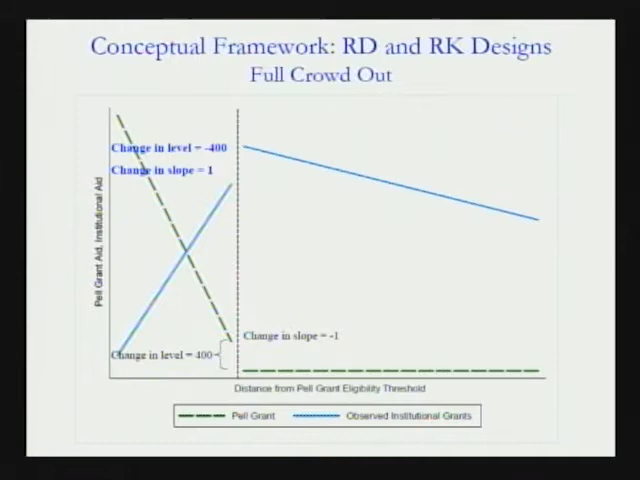 Conceptual Framework: RD and RK Designs
Full Crowd Out
Change in level = -400
Change in slope = 1
Pell Grant Aid, Institutional Aid
Change in slope = -1
Change in level = 400
Distance from Pell Grant Eligibility Threshold
Pell Grant
Observed Institutional Grants